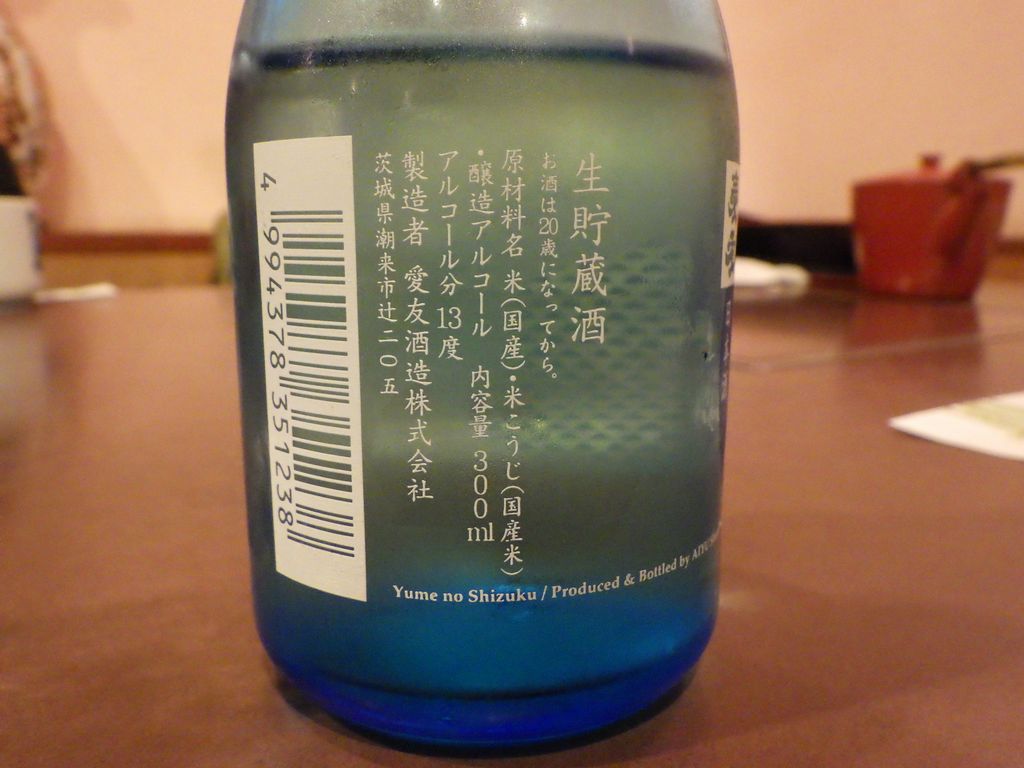 生貯蔵酒
お酒は20歳になってから。
原材料名 米(国産)・米こうじ(国産米)
・醸造アルコール 内容量 300ml
アルコール分 13度
製造者 愛友酒造株式会社
茨城県潮来市辻二〇五
4 994378 351238
Yume no Shizuku / Produced & Bottled by